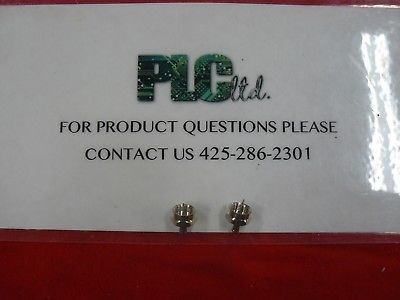 PLC ltd.
FOR PRODUCT QUESTIONS PLEASE
CONTACT US 425-286-2301